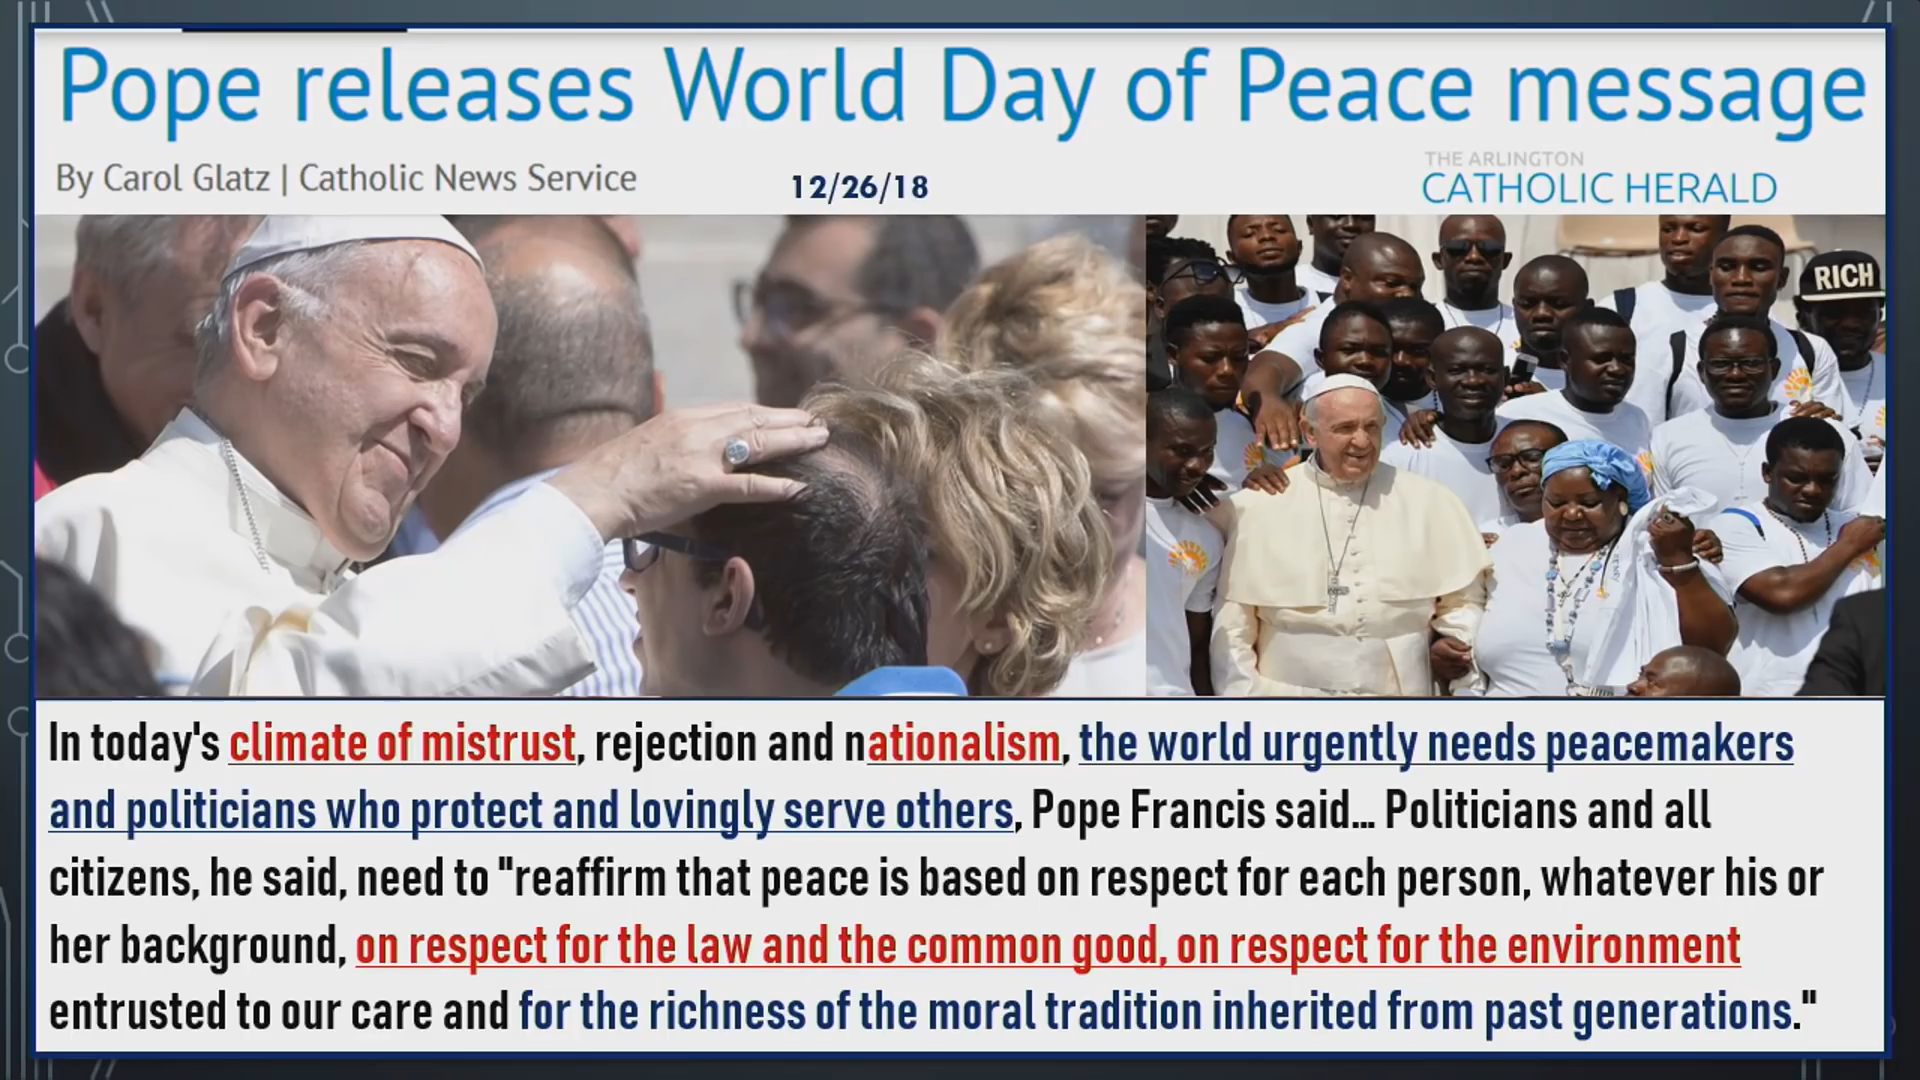 Pope releases World Day of Peace message
By Carol Glatz | Catholic News Service
12/26/18
THE ARLINGTON
CATHOLIC HERALD
RICH
In today's climate of mistrust, rejection and nationalism, the world urgently needs peacemakers
and politicians who protect and lovingly serve others, Pope Francis said... Politicians and all
citizens, he said, need to "reaffirm that peace is based on respect for each person, whatever his or
her background, on respect for the law and the common good, on respect for the environment
entrusted to our care and for the richness of the moral tradition inherited from past generations."